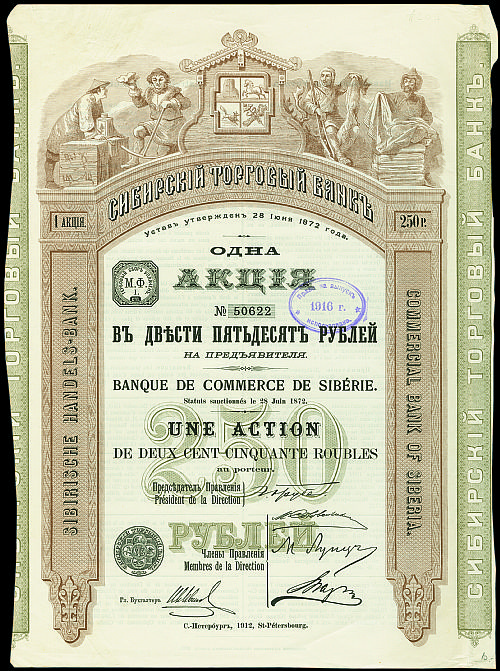 СИБИРСКІЙ ТОРГОВЫЙ БАНКЪ
1 АКЦІЯ.
250 Г.
Уставъ утвержденъ 28 Іюня 1872 года.
ОДНА
АКЦІЯ
М.Ф.
1.
№ 50622
1916 г.
ВЪ ДВѢСТИ ПЯТЬДЕСЯТЪ РУБЛЕЙ
НА ПРЕДЪЯВИТЕЛЯ.
BANQUE DE COMMERCE DE SIBÉRIE.
Statuts sanctionnés le 28 Juin 1872.
250
UNE ACTION
DE DEUX CENT-CINQUANTE ROUBLES
au porteur.
Предсѣдатель Правленія
Président de la Direction
РУБЛЕЙ
Члены Правленія
Membres de la Direction
Гл. Бухгалтеръ
С.-Петербургъ, 1912, St-Pétersbourg.
SIBIRISCHE HANDELS-BANK.
COMMERCIAL BANK OF SIBERIA.
СИБИРСКІЙ ТОРГОВЫЙ БАНКЪ.
ТОРГОВЫЙ БАНКЪ.